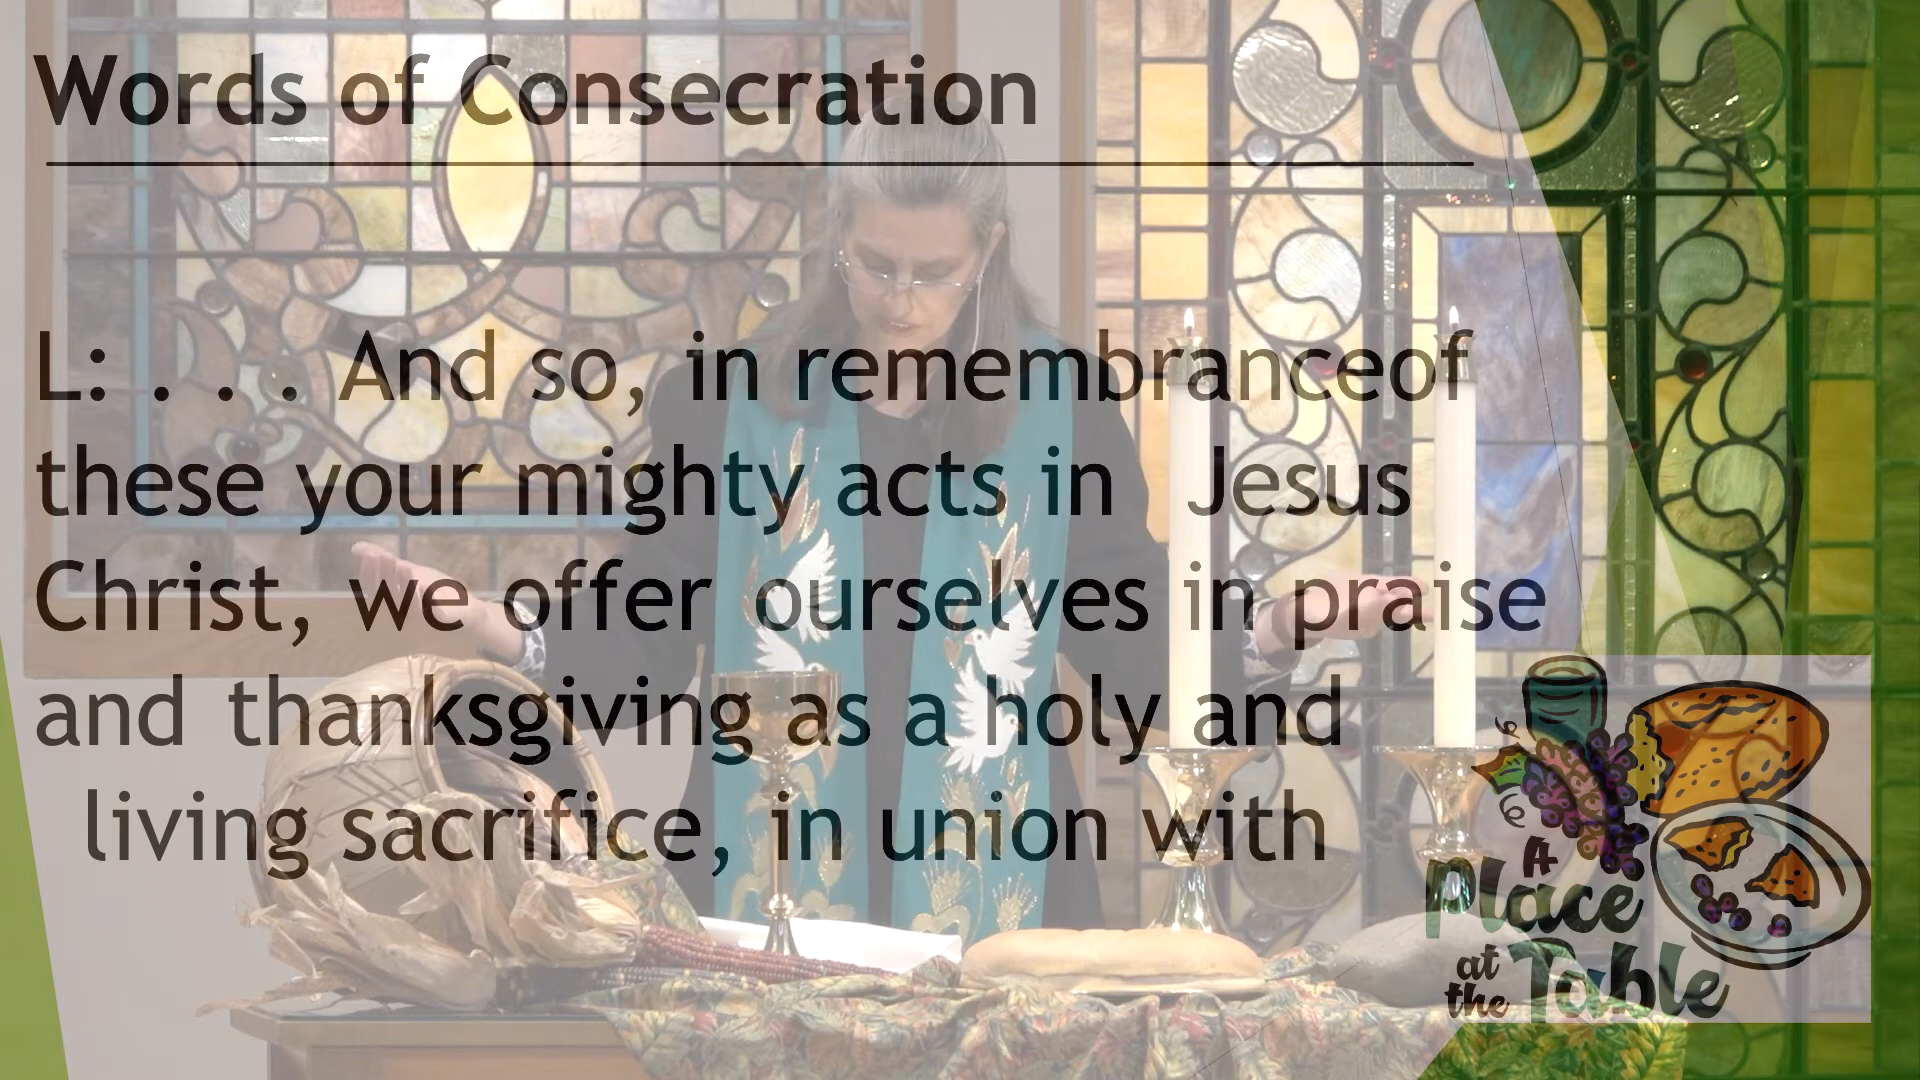 Words of Consecration
L: . . . And so, in remembranceof
these your mighty acts in Jesus
Christ, we offer ourselves in praise
and thanksgiving as a holy and
living sacrifice, in union with
A
Place
at
the Table